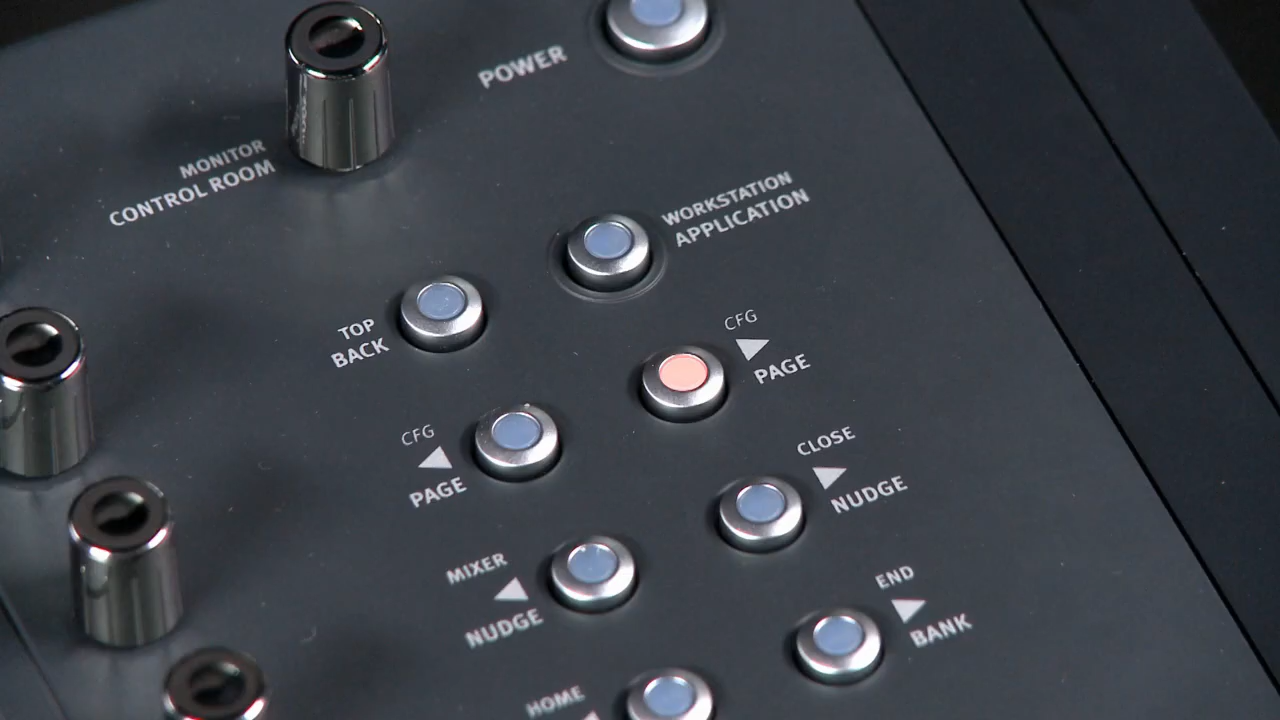 POWER
MONITOR
CONTROL ROOM
WORKSTATION
APPLICATION
TOP
BACK
CFG
PAGE
CFG
PAGE
CLOSE
NUDGE
MIXER
NUDGE
END
BANK
HOME